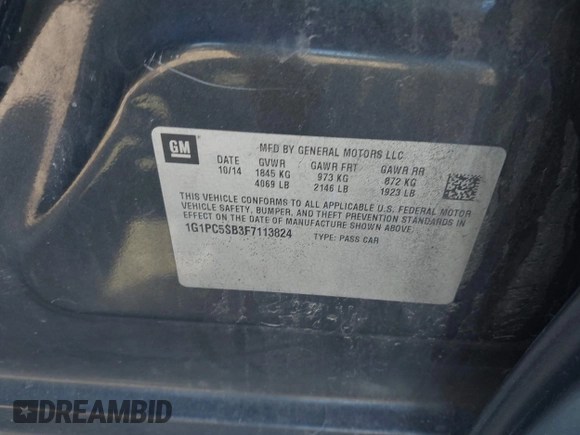 GM
MFD BY GENERAL MOTORS LLC
DATE GVWR GAWR FRT GAWR RR
10/14 1845 KG 973 KG 872 KG
4069 LB 2146 LB 1923 LB
THIS VEHICLE CONFORMS TO ALL APPLICABLE U.S. FEDERAL MOTOR
VEHICLE SAFETY, BUMPER, AND THEFT PREVENTION STANDARDS IN
EFFECT ON THE DATE OF MANUFACTURE SHOWN ABOVE.
1G1PC5SB3F7113824 TYPE: PASS CAR
DREAMBID